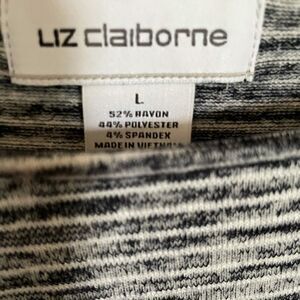 LIZ claiborne
L
52% RAYON
44% POLYESTER
4% SPANDEX
MADE IN VIETNAM